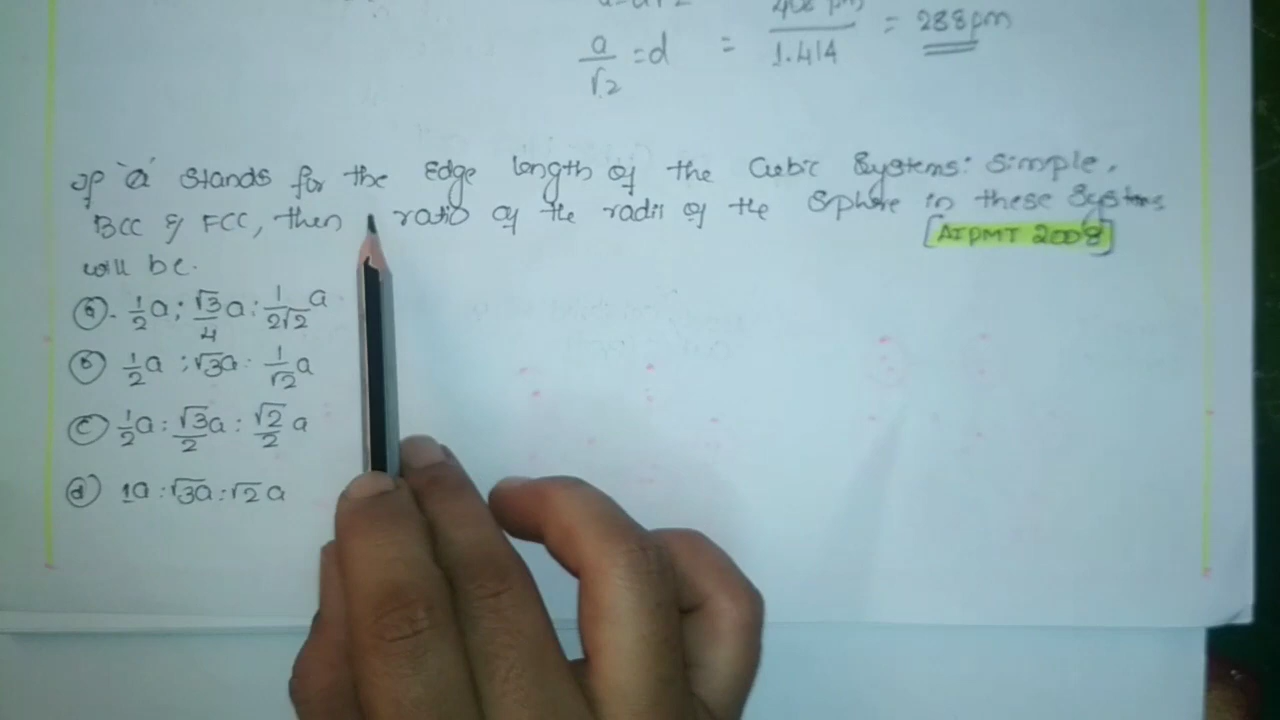 a/√2 = d = 408 pm/1.414 = 288pm
If 'a' stands for the Edge length of the Cubic Systems: Simple,
BCC & FCC, then ratio of the radii of the Sphere in these Systems
will be. [AIPMT 2008]
(a). 1/2 a : √3/4 a : 1/2√2 a
(b) 1/2 a : √3a : 1/√2 a
(c) 1/2 a : √3/2 a : √2/2 a
(d) 1a : √3a : √2 a